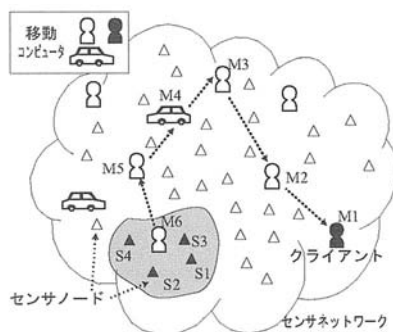 移動
コンピュータ
M3
M4
M5
M2
M6
M1
S3
S4
クライアント
S1
S2
センサノード
センサネットワーク